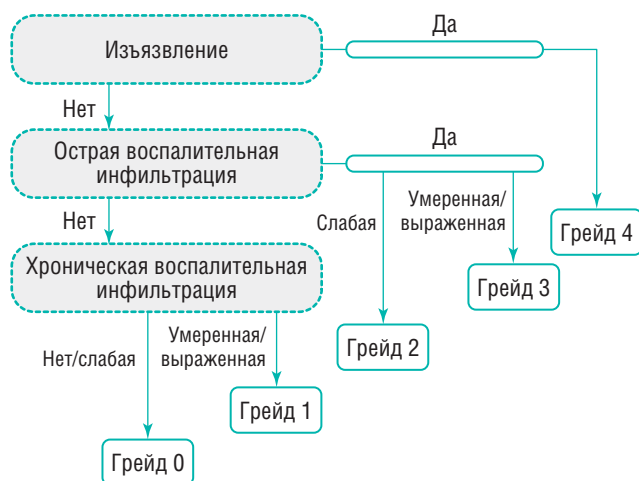 Да
Изъязвление
Нет
Острая воспалительная
инфильтрация
Да
Нет
Слабая
Умеренная/
выраженная
Грейд 4
Хроническая воспалительная
инфильтрация
Грейд 3
Нет/слабая
Умеренная/
выраженная
Грейд 2
Грейд 1
Грейд 0